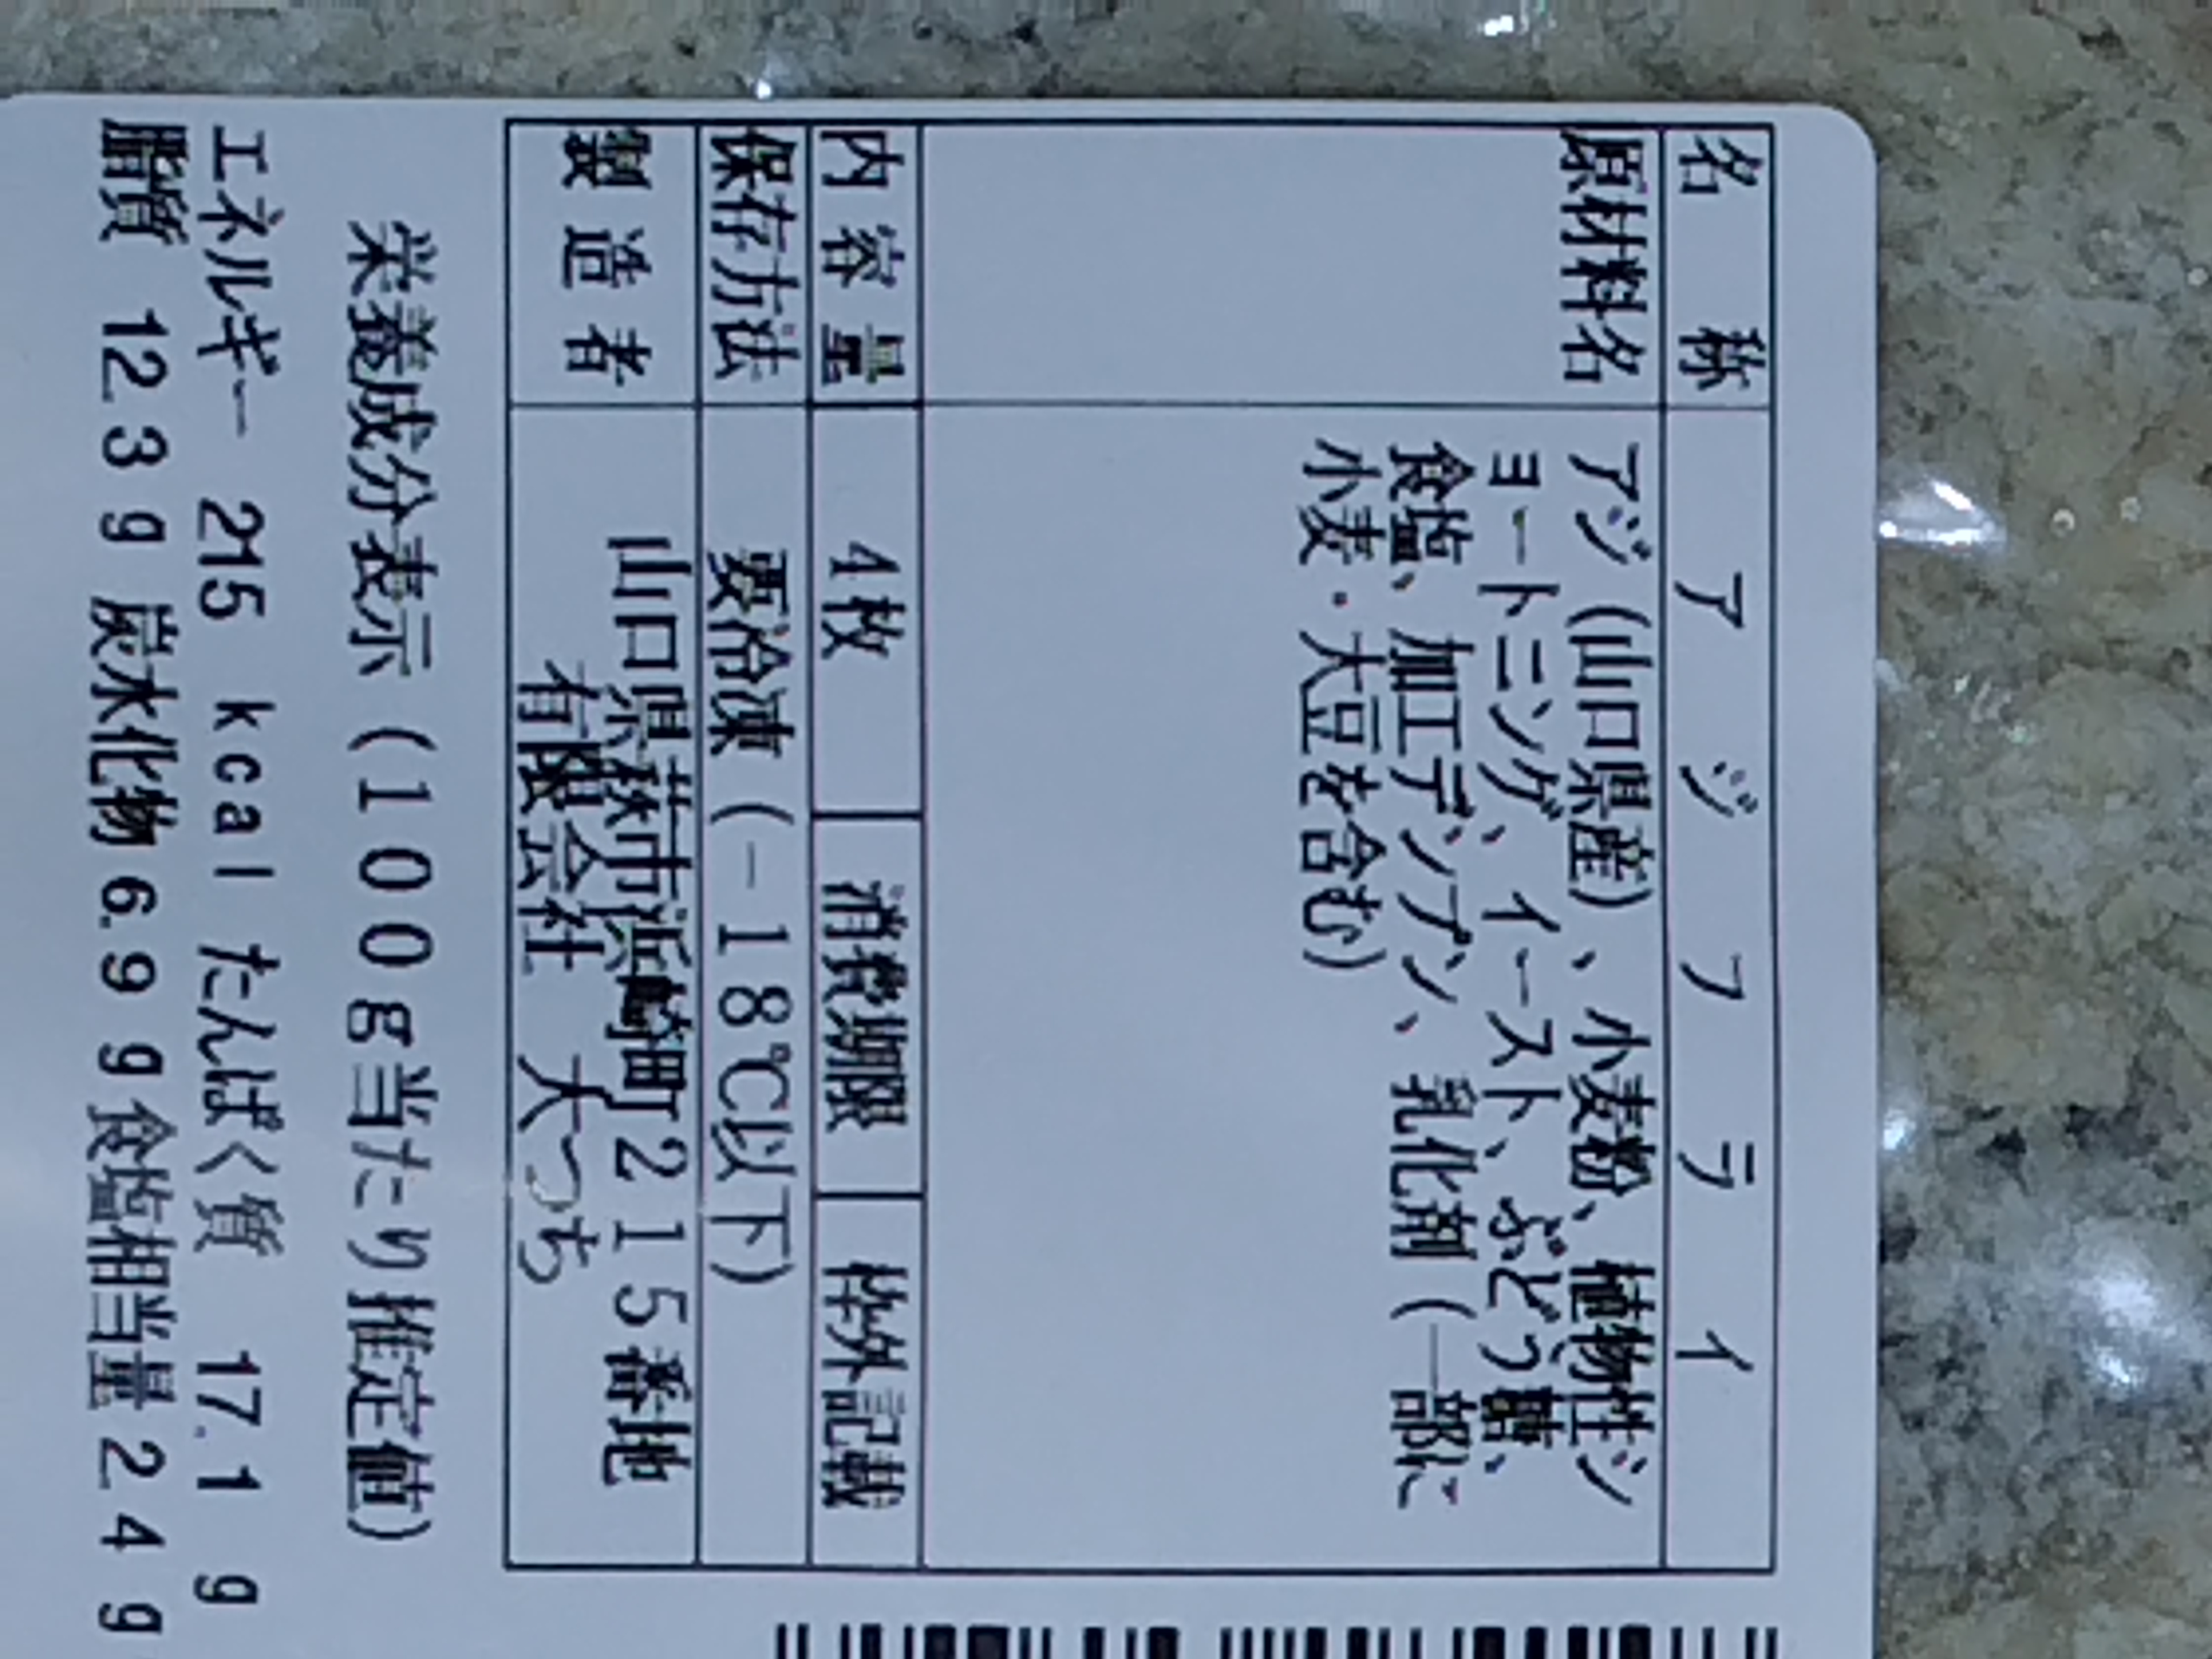 名称 アジフライ
原材料名 アジ(山口県産)、小麦粉、植物性シ
ョートニング、イースト、ぶどう糖、
食塩、加工デンプン、乳化剤(一部に
小麦・大豆を含む)
内容量 4枚 消費期限 枠外記載
保存方法 要冷凍(-18℃以下)
製造者 山口県萩市浜崎町215番地
有限会社 大つち
栄養成分表示(100g当たり推定値)
エネルギー 215 kcal たんぱく質 17.1 g
脂質 12.3 g 炭水化物 6.9 g 食塩相当量 2.4 g